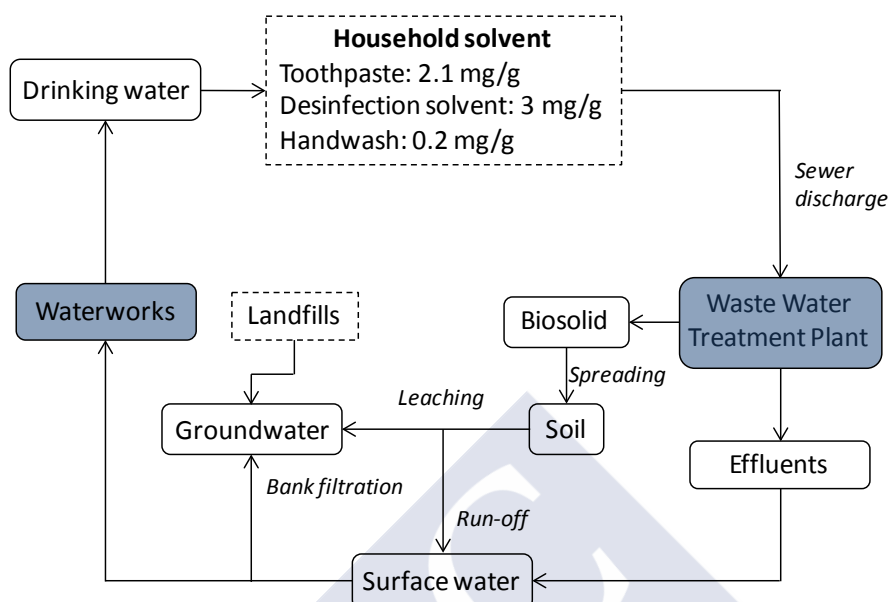 Household solvent
Toothpaste: 2.1 mg/g
Desinfection solvent: 3 mg/g
Handwash: 0.2 mg/g
Drinking water
Sewer
discharge
Waterworks
Landfills
Biosolid
Waste Water
Treatment Plant
Spreading
Leaching
Groundwater
Soil
Effluents
Bank filtration
Run-off
Surface water